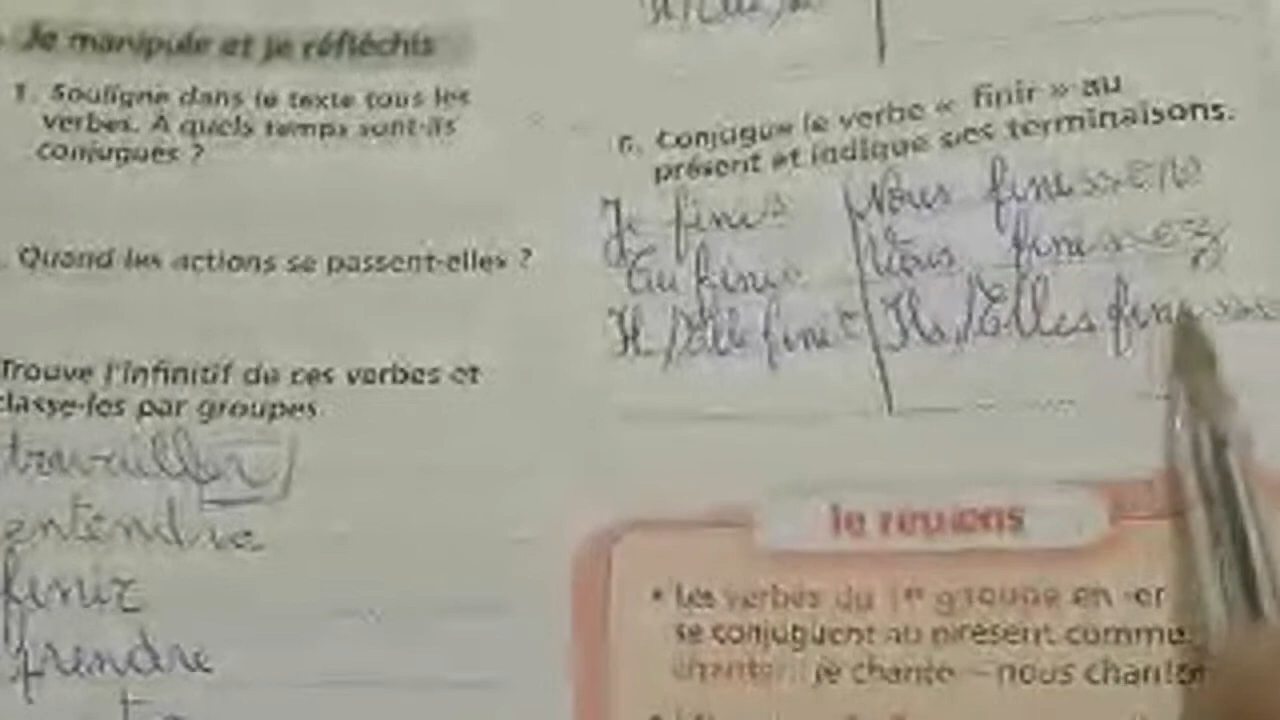 Je manipule et je réfléchis
1. Souligne dans le texte tous les
verbes. A quels temps sont-ils
conjugués ?
Quand les actions se passent-elles ?
Trouve l'infinitif de ces verbes et
classe-les par groupes
travailler
entendre
finir
prendre
Il/Elle
Conjugue le verbe « finir » au
présent et indique ses terminaisons.
Je finis Nous finissons
Tu finis Vous finissez
Il/Elle finit Ils/Elles
Je retiens
• Les verbes du 1er groupe en -er
se conjuguent au présent comme
chanter : je chante – nous